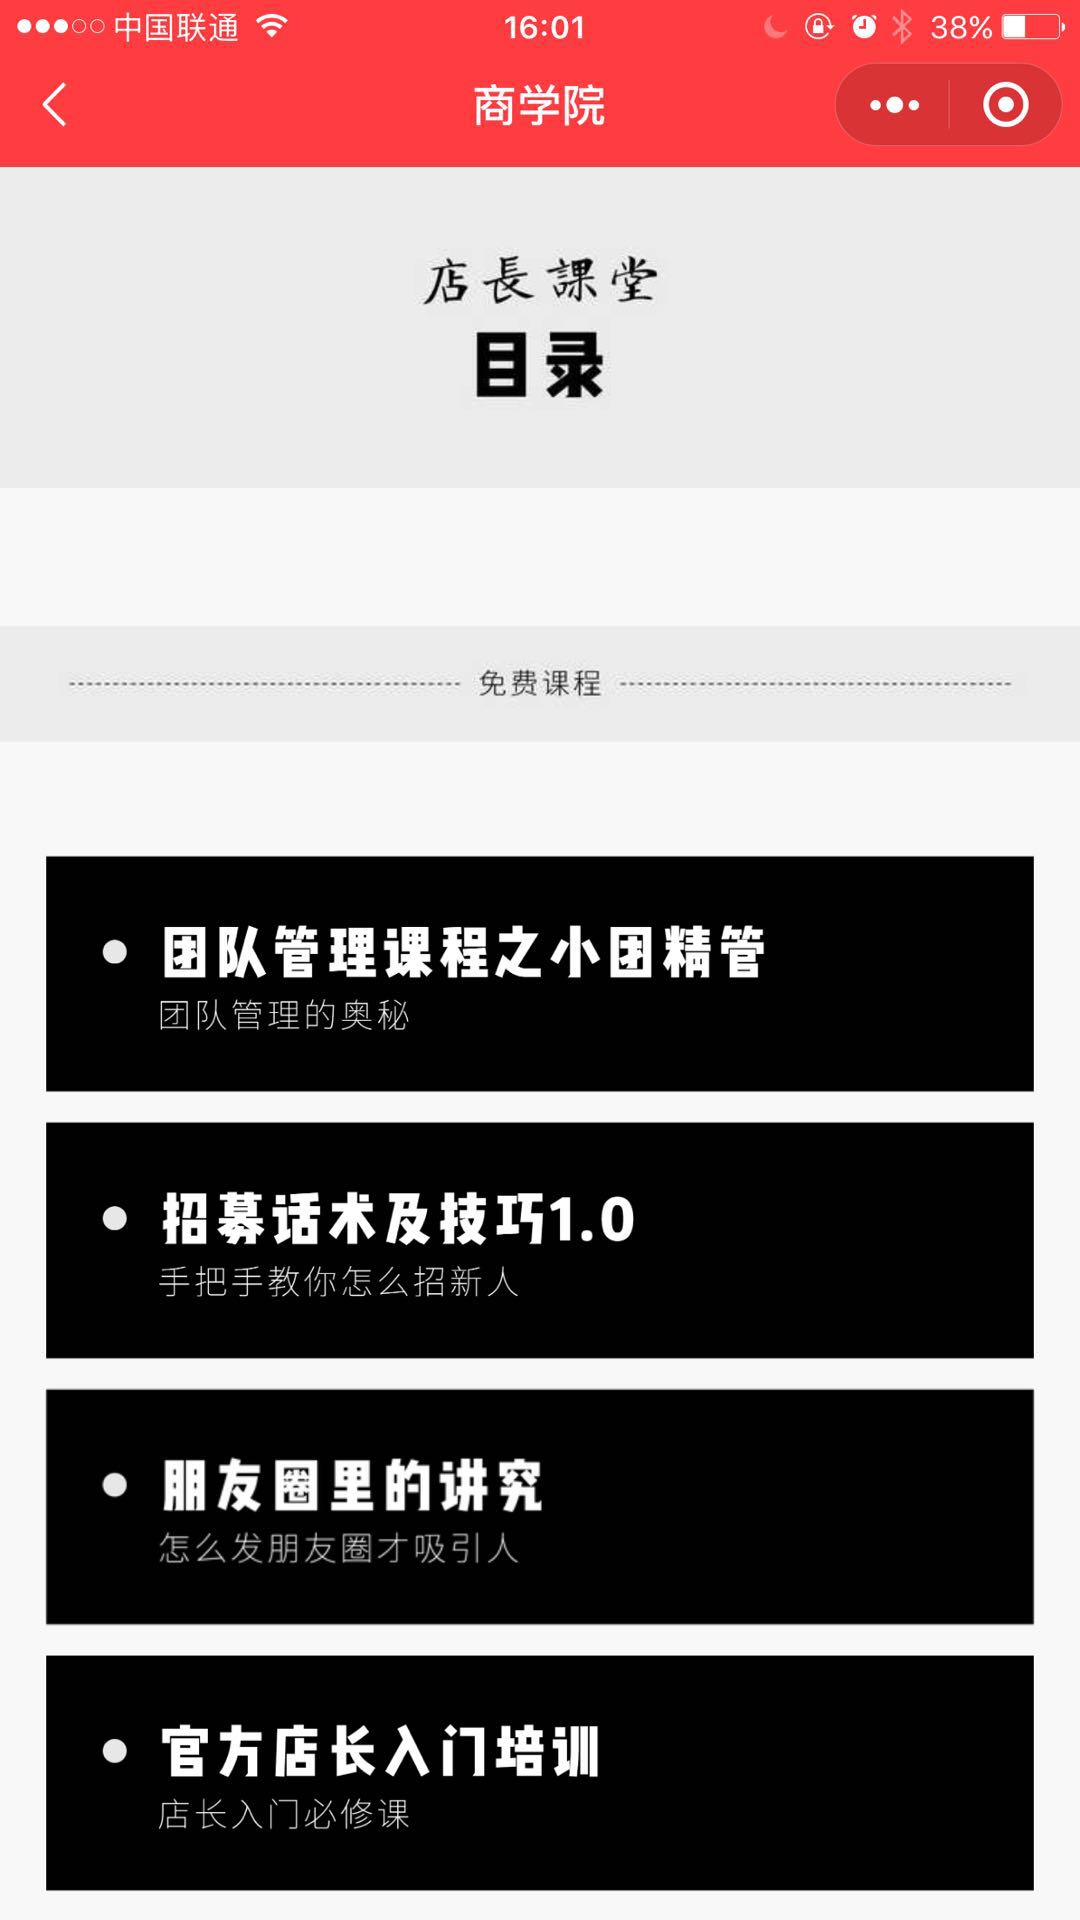 中国联通 16:01 38%
商学院
店長課堂
目录
免费课程
团队管理课程之小团精管
团队管理的奥秘
招募话术及技巧1.0
手把手教你怎么招新人
朋友圈里的讲究
怎么发朋友圈才吸引人
官方店长入门培训
店长入门必修课